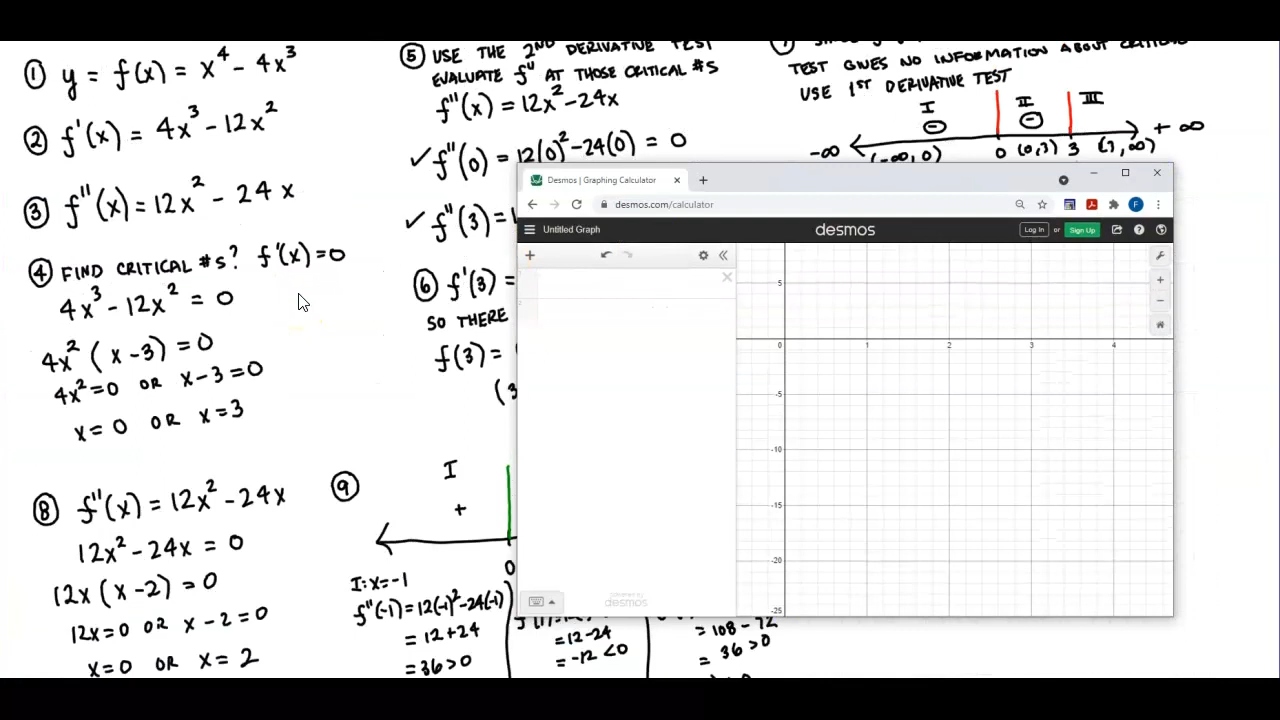 ① y = f(x) = x⁴ - 4x³
② f'(x) = 4x³ - 12x²
③ f''(x) = 12x² - 24x
④ FIND CRITICAL #s? f'(x) = 0
4x³ - 12x² = 0
4x² (x - 3) = 0
4x² = 0 OR x - 3 = 0
x = 0 OR x = 3
⑤ USE THE 2ND DERIVATIVE TEST
EVALUATE f'' AT THOSE CRITICAL #S
f''(x) = 12x² - 24x
✓ f''(0) = 12(0)² - 24(0) = 0
✓ f''(3) =
⑥ f'(3) =
SO THERE
f(3) =
(3
TEST GIVES NO INFORMATION ABOUT
USE 1ST DERIVATIVE TEST
I II III
- -
-∞ (-∞, 0) 0 (0, 3) 3 (3, ∞) + ∞
Desmos | Graphing Calculator
desmos.com/calculator
Untitled Graph
desmos
Log In
Sign Up
1
2
5
0 1 2 3 4
-5
-10
-15
-20
-25
powered by
desmos
⑧ f''(x) = 12x² - 24x
12x² - 24x = 0
12x (x - 2) = 0
12x = 0 OR x - 2 = 0
x = 0 OR x = 2
⑨ I
+
0
I: x = -1
f''(-1) = 12(-1)² - 24(-1)
= 12 + 24
= 36 > 0
= 12 - 24
= -12 < 0
= 108 - 72
= 36 > 0